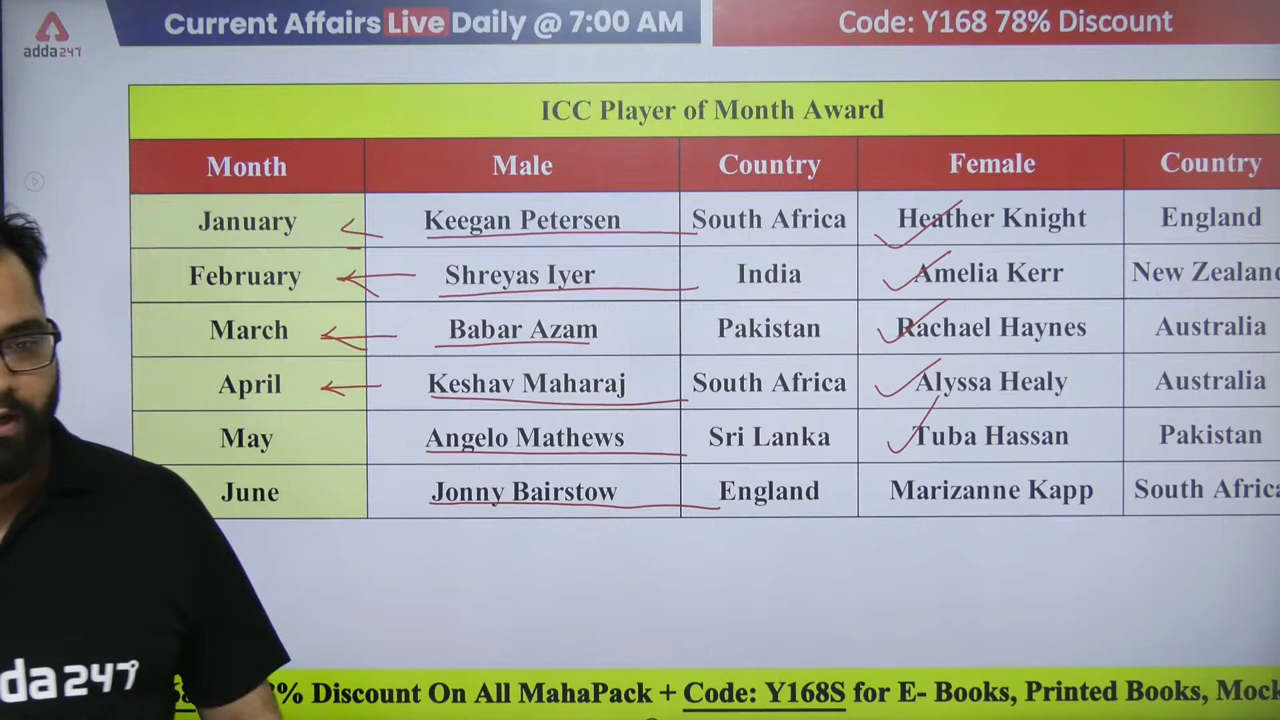 Current Affairs Live Daily @ 7:00 AM
Code: Y168 78% Discount
adda247
ICC Player of Month Award
Month Male Country Female Country
January Keegan Petersen South Africa Heather Knight England
February Shreyas Iyer India Amelia Kerr New Zealand
March Babar Azam Pakistan Rachael Haynes Australia
April Keshav Maharaj South Africa Alyssa Healy Australia
May Angelo Mathews Sri Lanka Tuba Hassan Pakistan
June Jonny Bairstow England Marizanne Kapp South Africa
da247
% Discount On All MahaPack + Code: Y168S for E- Books, Printed Books, Mock